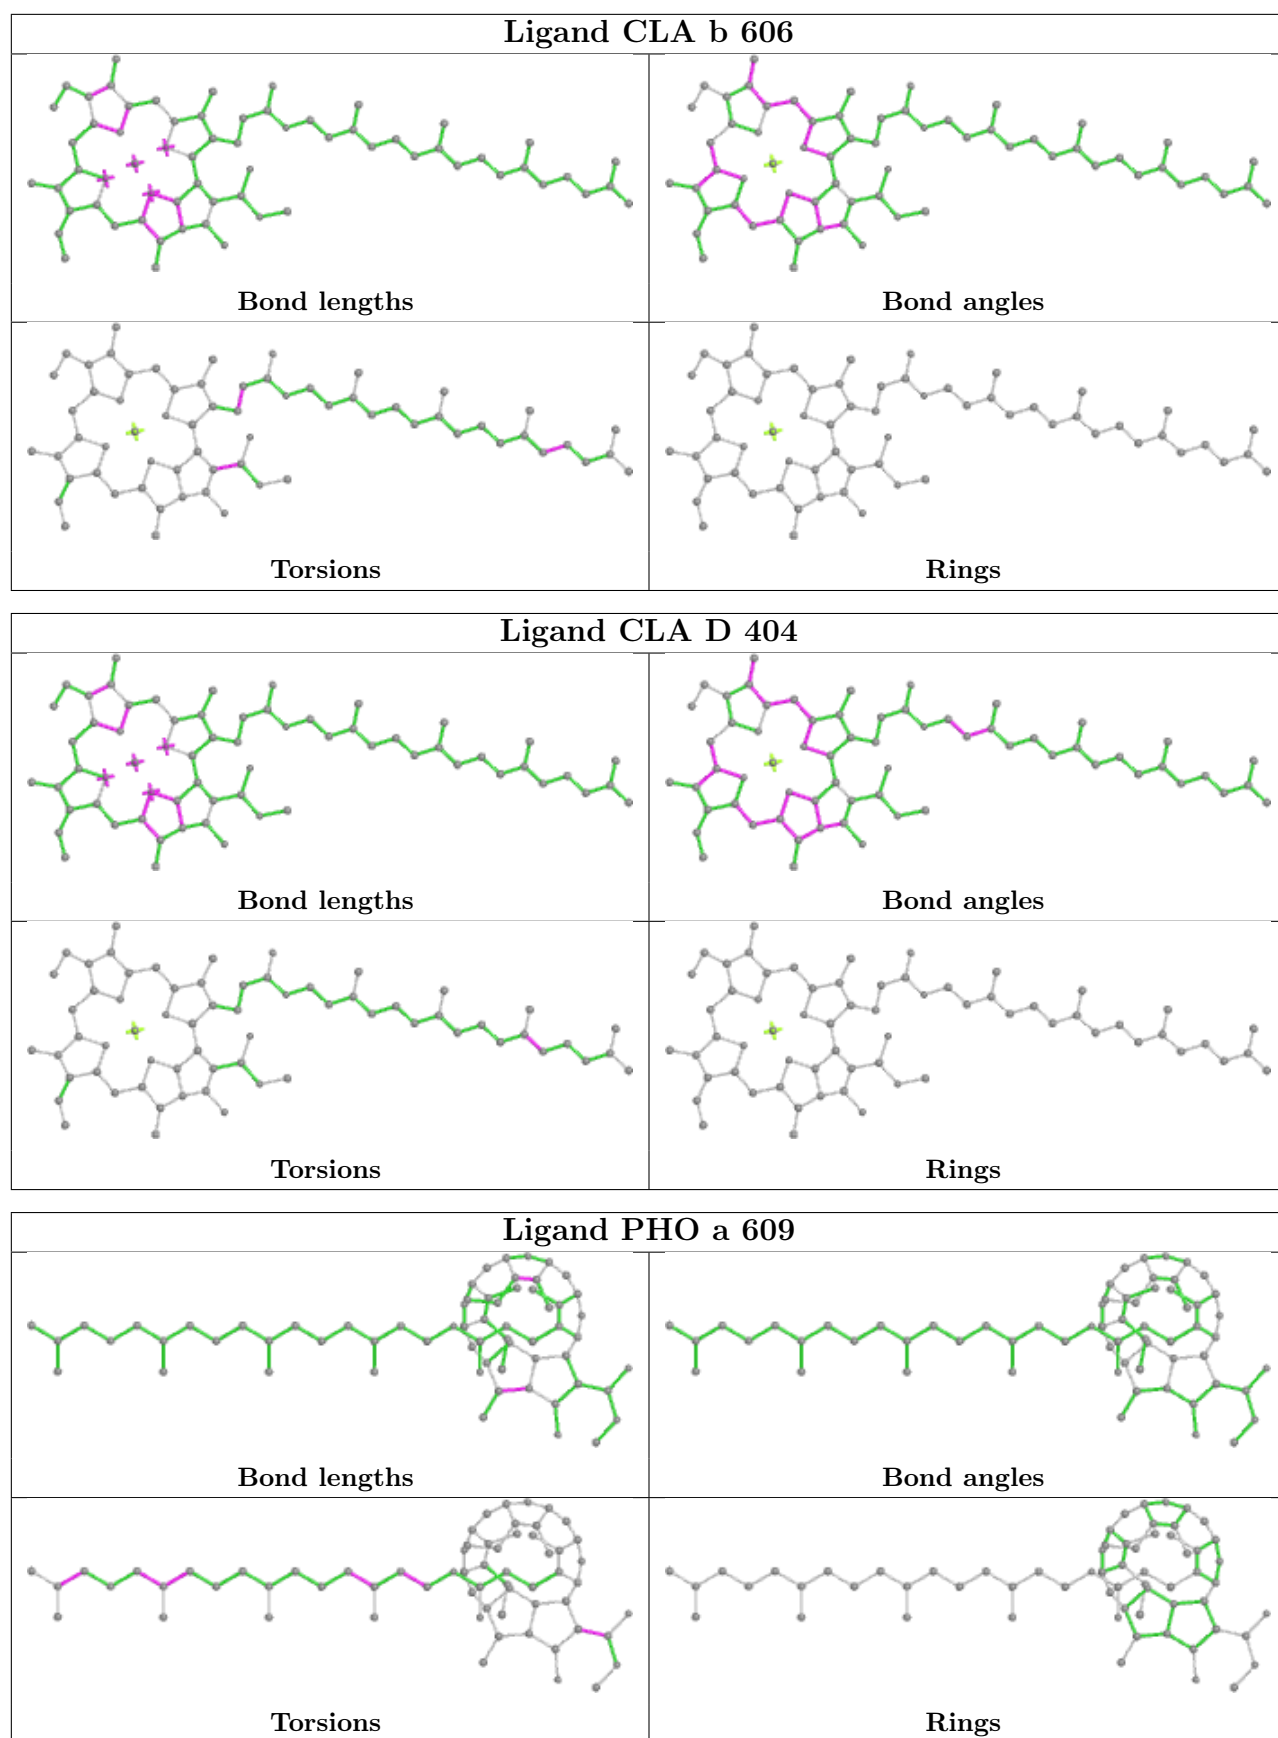 Ligand CLA b 606
Bond lengths
Bond angles
Torsions
Rings
Ligand CLA D 404
Bond lengths
Bond angles
Torsions
Rings
Ligand PHO a 609
Bond lengths
Bond angles
Torsions
Rings